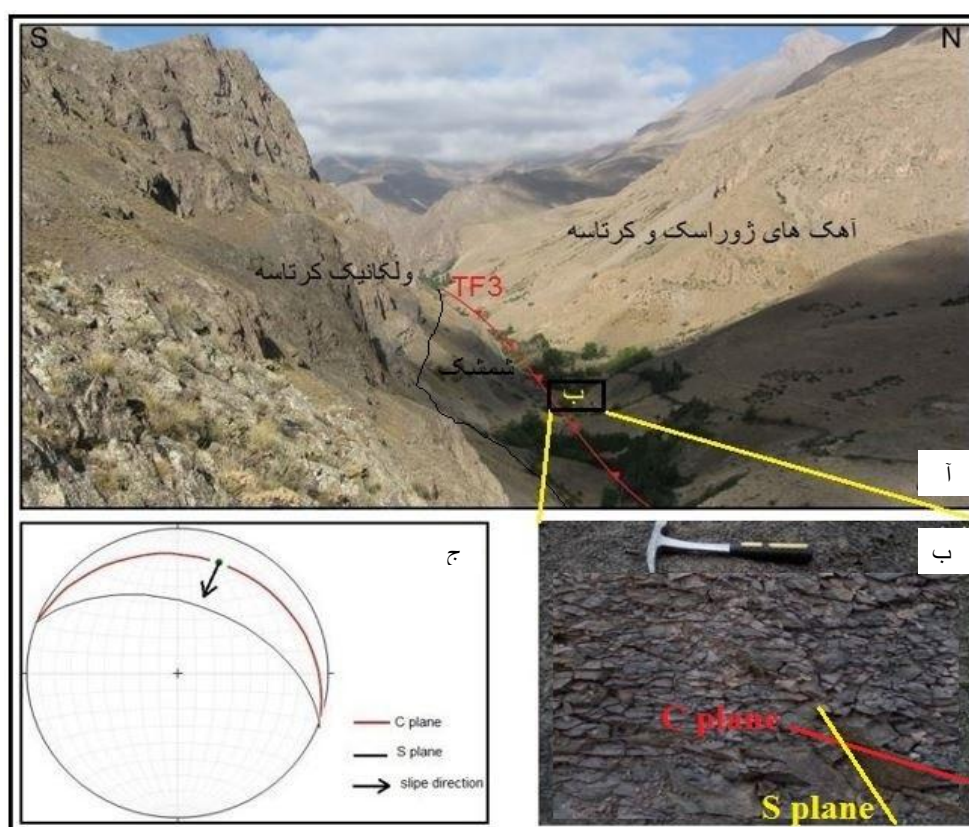 S
N
آهک های ژوراسک و کرتاسه
ولکانیک کرتاسه
TF3
شمشک
ب
آ
ج
C plane
S plane
slipe direction
ب
C plane
S plane